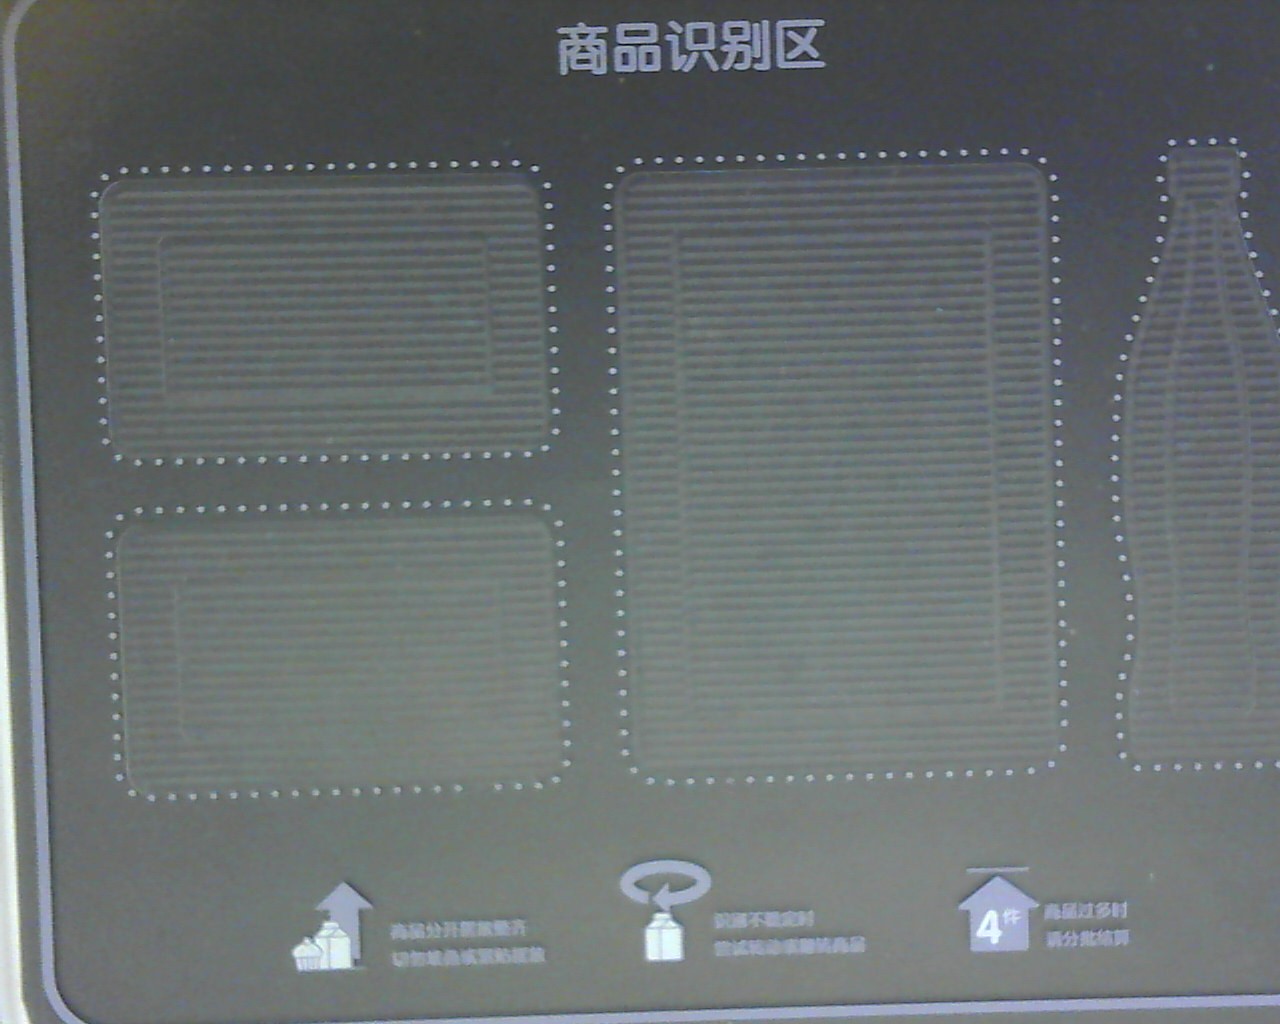 商品识别区
商品分开摆放整齐
切勿堆叠或紧贴摆放
识别不稳定时
尝试转动或翻转商品
4件
商品过多时
请分批结算